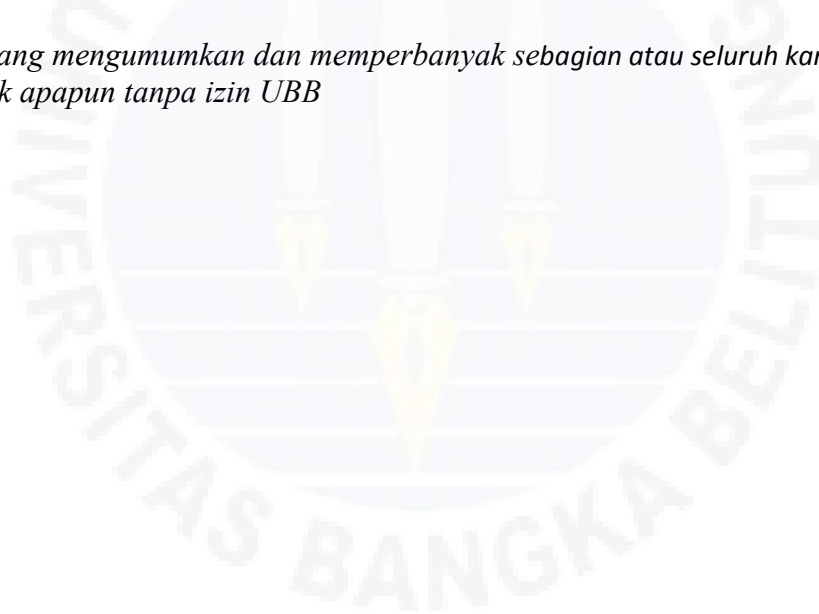 ang mengumumkan dan memperbanyak sebagian atau seluruh kar
k apapun tanpa izin UBB
UNIVERSITAS BANGKA BELITUNG